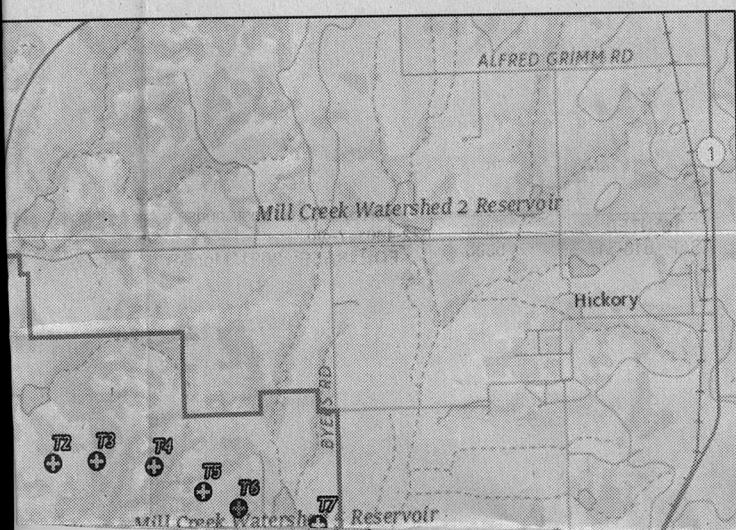 ALFRED GRIMM RD
1
Mill Creek Watershed 2 Reservoir
Hickory
BYERS RD
T2
T3
T4
T5
T6
T7
Mill Creek Watershed Reservoir